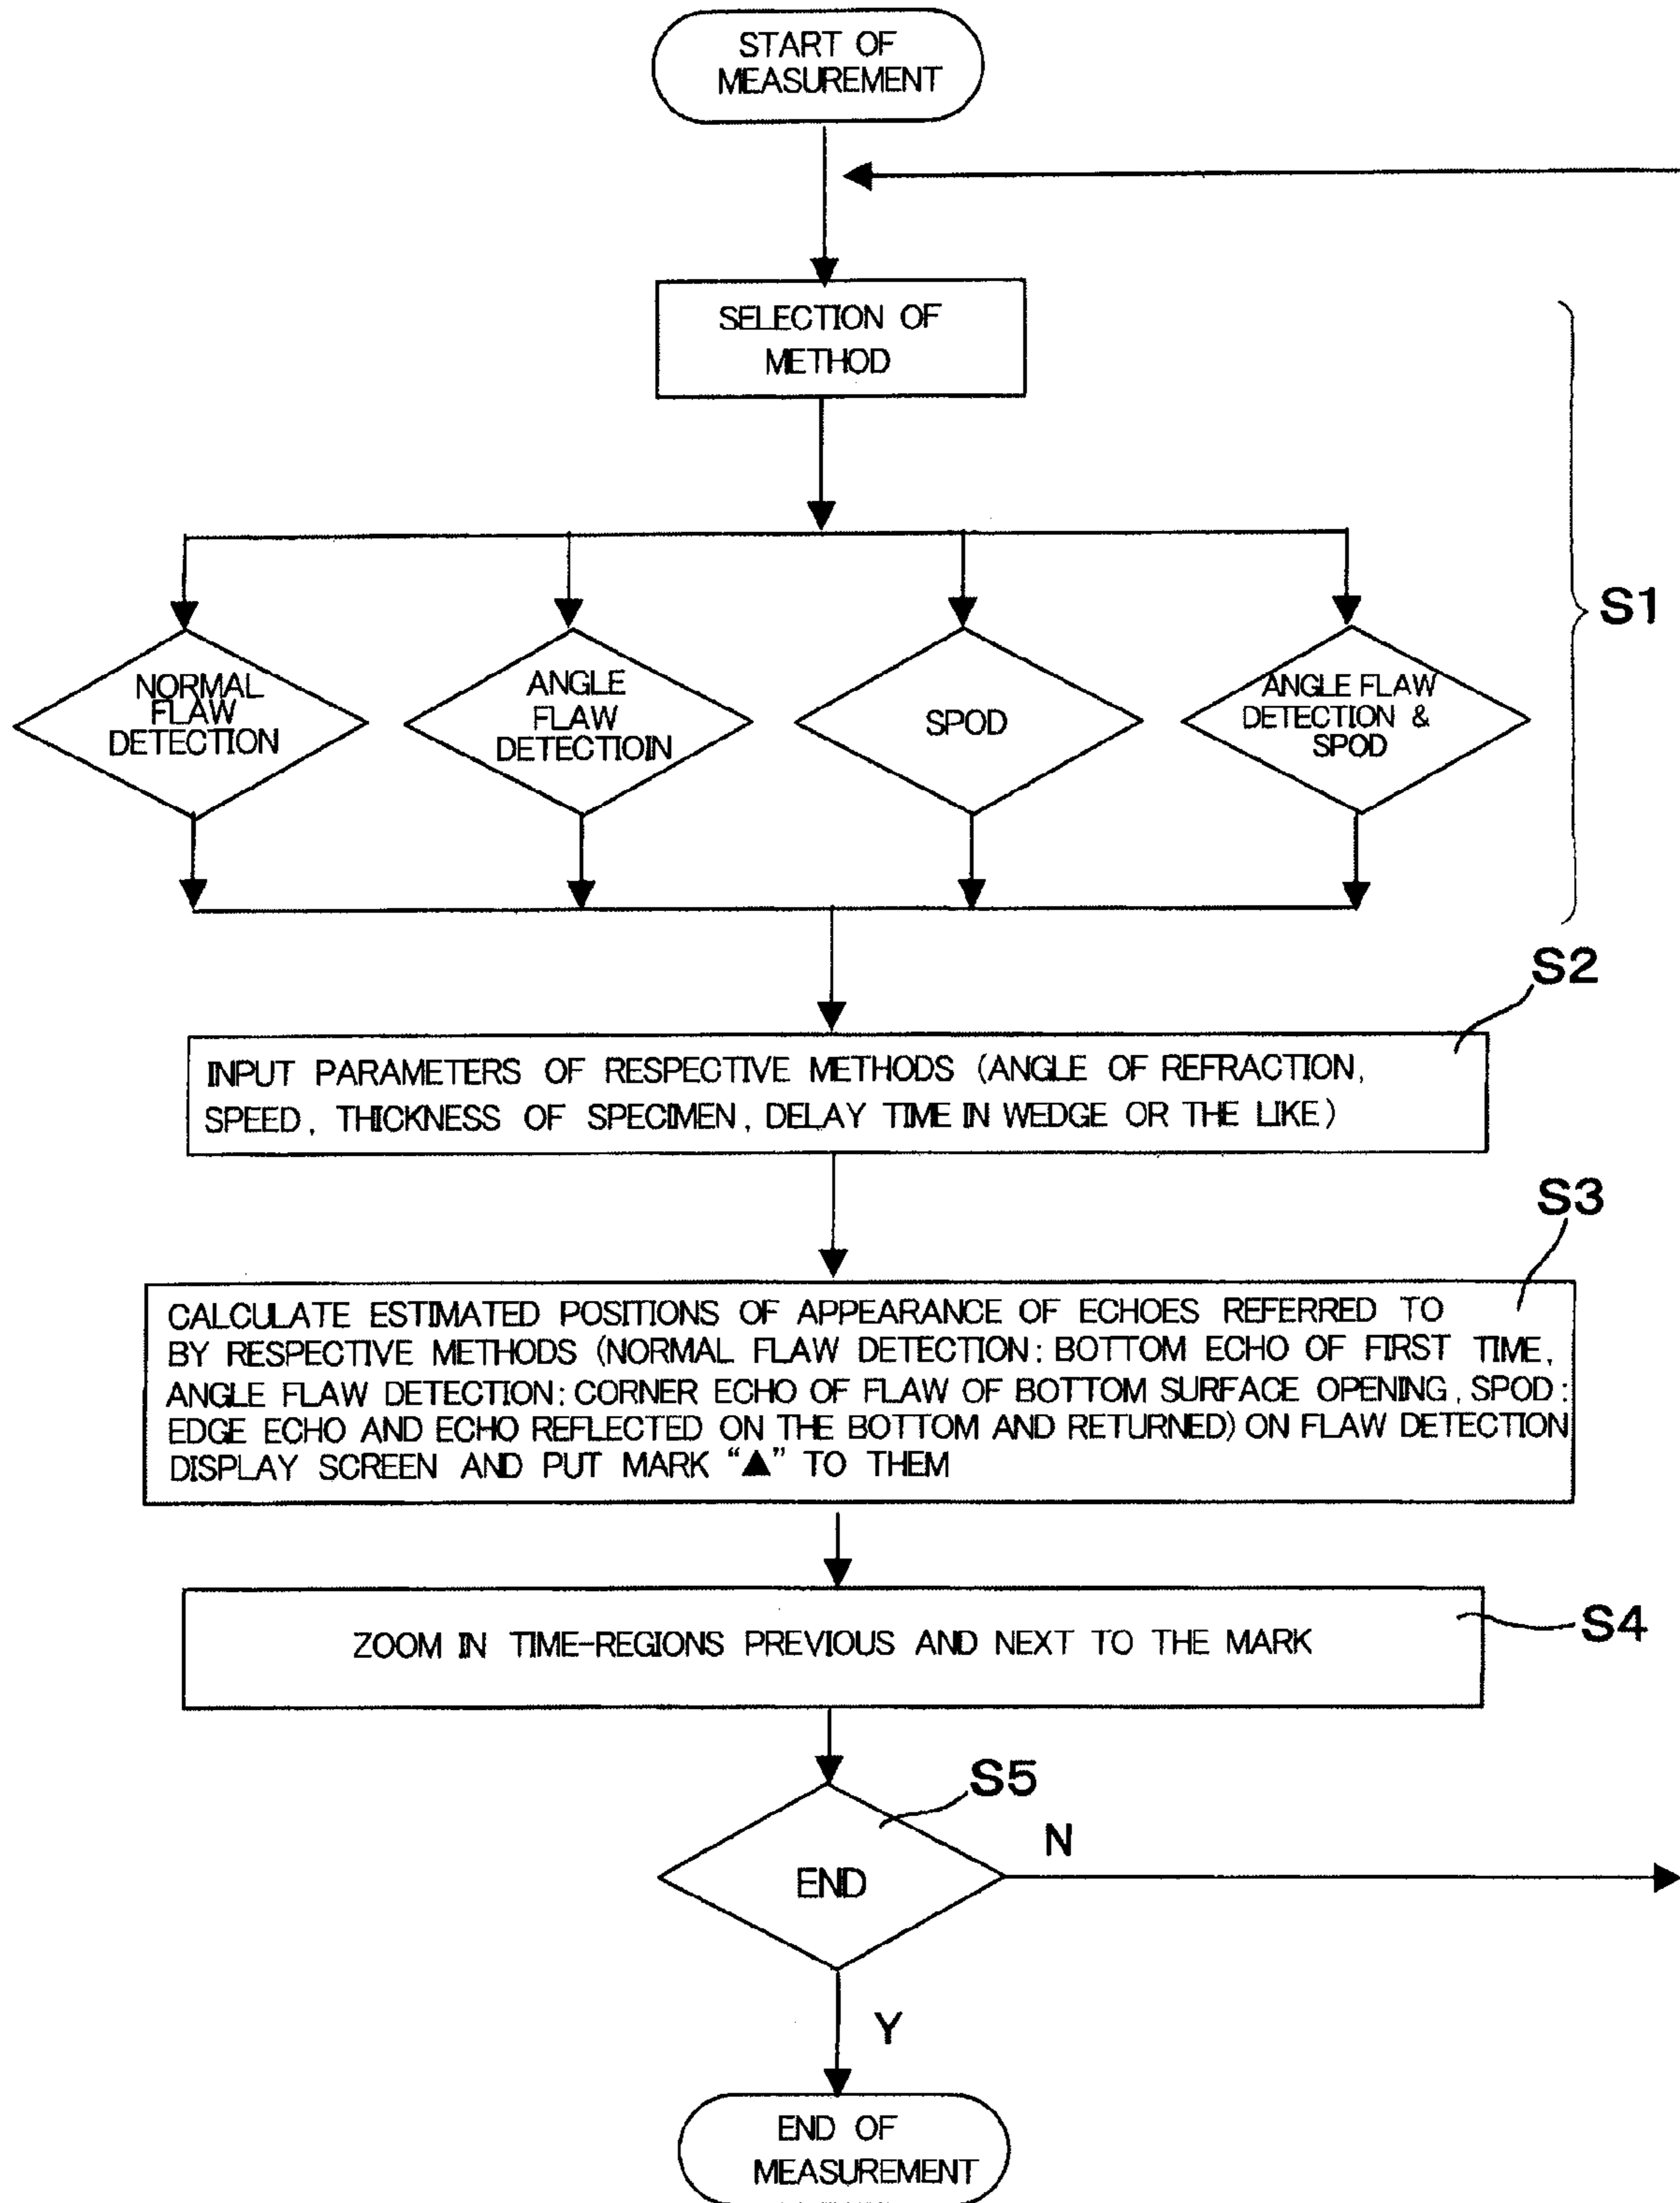 START OF
MEASUREMENT
SELECTION OF
METHOD
S1
NORMAL
FLAW
DETECTION
ANGLE
FLAW
DETECTIOIN
SPOD
ANGLE FLAW
DETECTION &
SPOD
S2
INPUT PARAMETERS OF RESPECTIVE METHODS (ANGLE OF REFRACTION,
SPEED, THICKNESS OF SPECIMEN, DELAY TIME IN WEDGE OR THE LIKE)
S3
CALCULATE ESTIMATED POSITIONS OF APPEARANCE OF ECHOES REFERRED TO
BY RESPECTIVE METHODS (NORMAL FLAW DETECTION: BOTTOM ECHO OF FIRST TIME,
ANGLE FLAW DETECTION: CORNER ECHO OF FLAW OF BOTTOM SURFACE OPENING, SPOD:
EDGE ECHO AND ECHO REFLECTED ON THE BOTTOM AND RETURNED) ON FLAW DETECTION
DISPLAY SCREEN AND PUT MARK “▲” TO THEM
ZOOM IN TIME-REGIONS PREVIOUS AND NEXT TO THE MARK
S4
S5
END
N
Y
END OF
MEASUREMENT